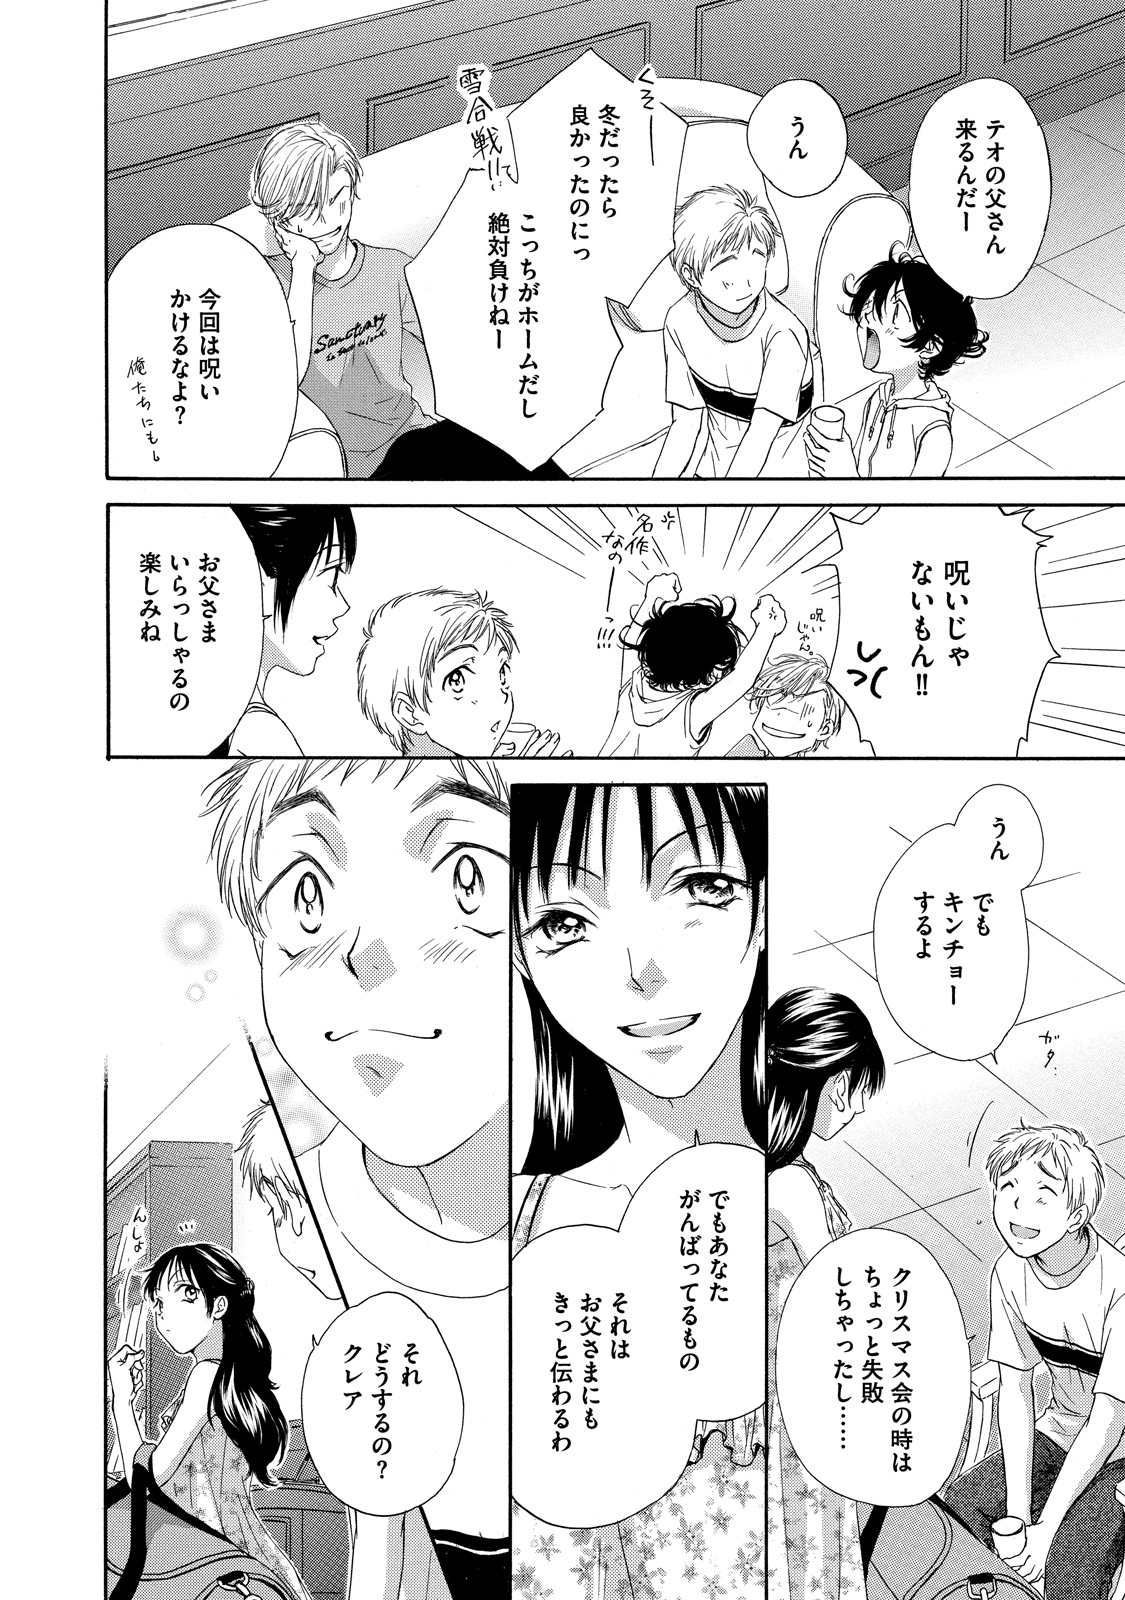 テオの父さん
来るんだー
うん
くそー
冬だったら
良かったのにっ
雪合戦!!って
こっちがホームだし
絶対負けねー
Sanctuary
今回は呪い
かけるなよ?
俺たちにもし
呪いじゃ
ないもん!!
呪い
じゃん。
名作
なのーっ!!!
お父さま
いらっしゃるの
楽しみね
うん
でも
キンチョー
するよ
ガタ
クリスマス会の時は
ちょっと失敗
しちゃったし……
でもあなた
がんばってるもの
それは
お父さまにも
きっと伝わるわ
それ
どうするの?
クレア
んしょ